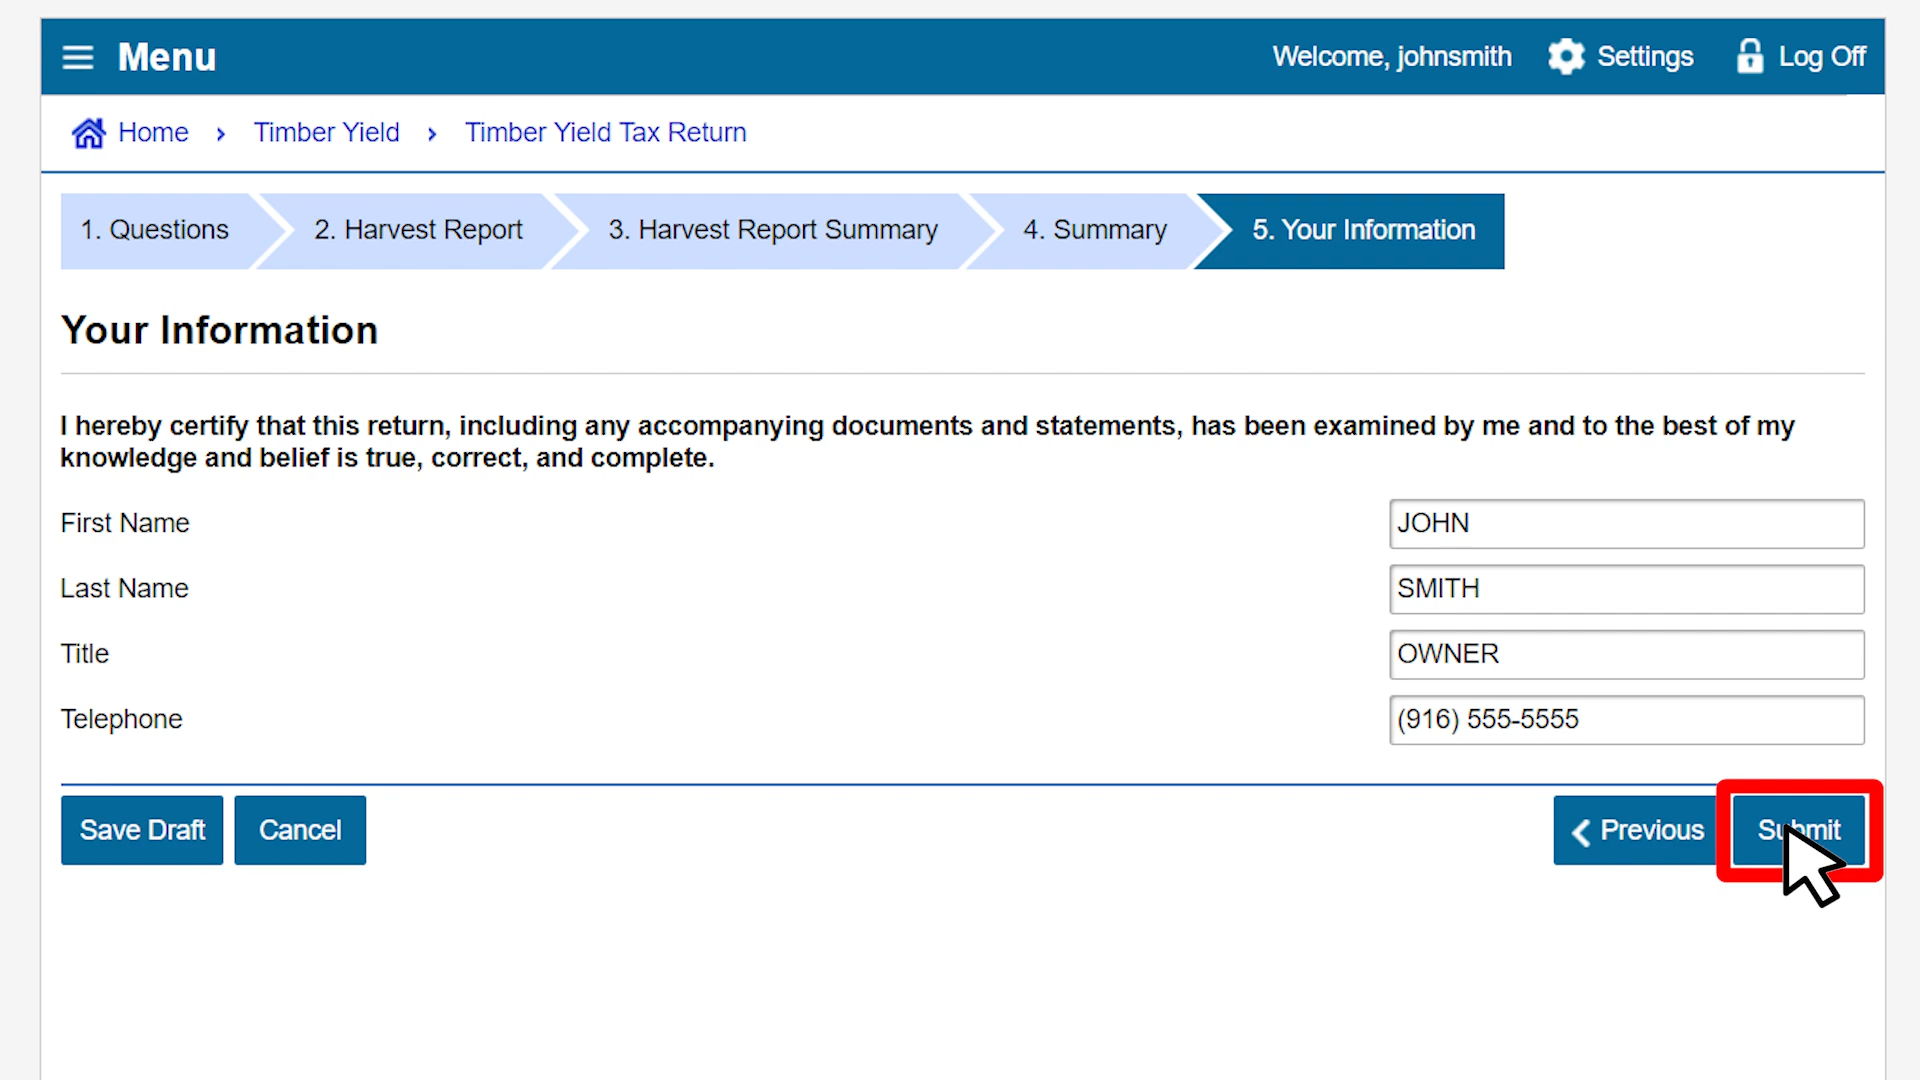 Menu
Welcome, johnsmith
Settings
Log Off
Home › Timber Yield › Timber Yield Tax Return
1. Questions
2. Harvest Report
3. Harvest Report Summary
4. Summary
5. Your Information
Your Information
I hereby certify that this return, including any accompanying documents and statements, has been examined by me and to the best of my
knowledge and belief is true, correct, and complete.
First Name JOHN
Last Name SMITH
Title OWNER
Telephone (916) 555-5555
Save Draft
Cancel
Previous
Submit